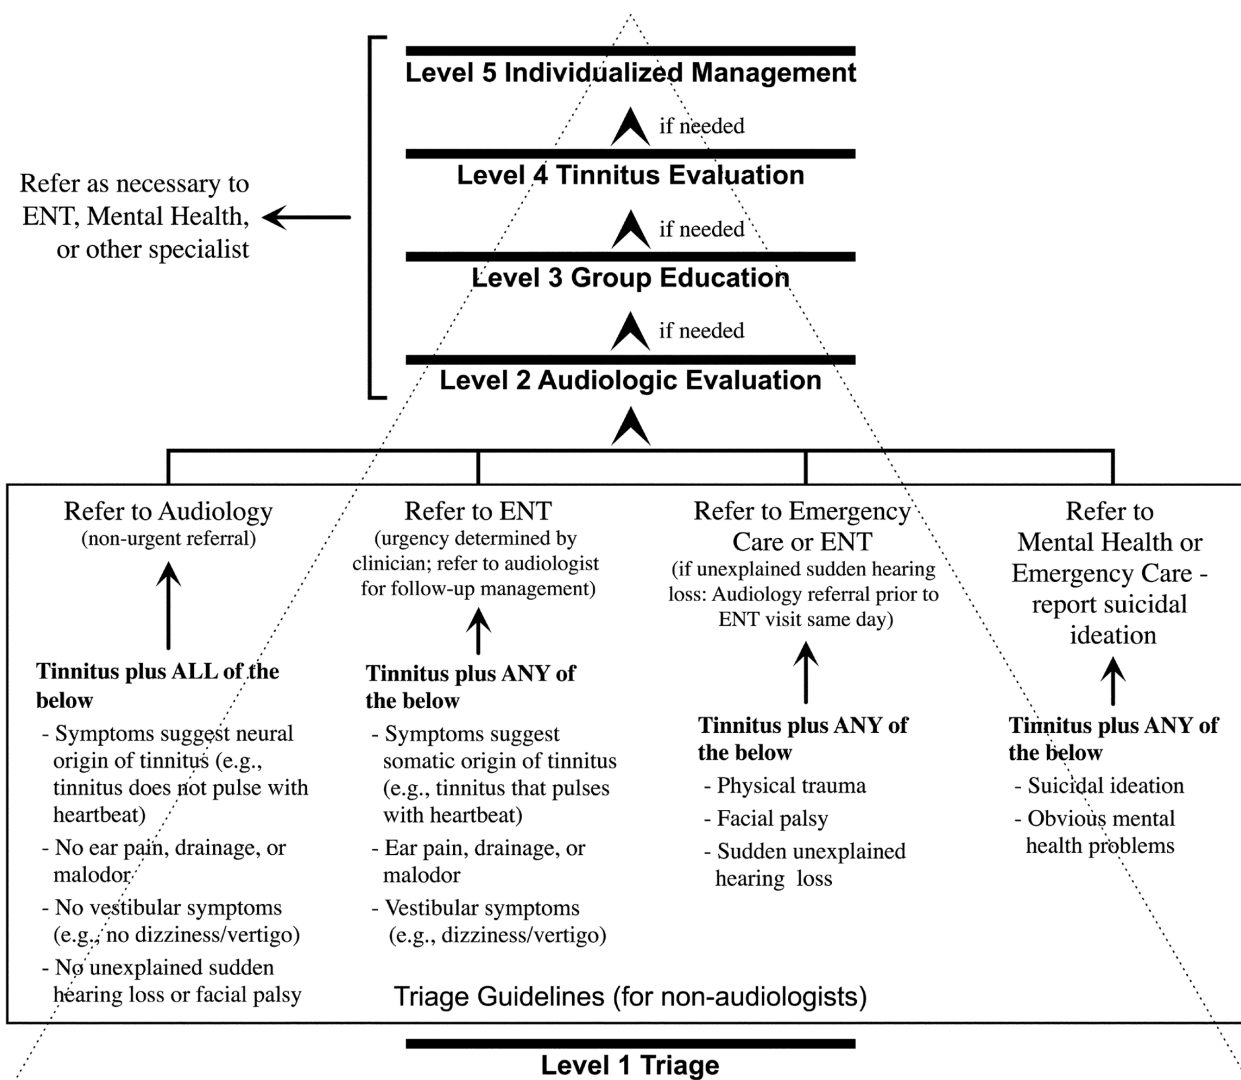 Level 5 Individualized Management
if needed
Level 4 Tinnitus Evaluation
if needed
Level 3 Group Education
if needed
Level 2 Audiologic Evaluation
Refer as necessary to
ENT, Mental Health,
or other specialist
Refer to Audiology
(non-urgent referral)
Tinnitus plus ALL of the
below
- Symptoms suggest neural
origin of tinnitus (e.g.,
tinnitus does not pulse with
heartbeat)
- No ear pain, drainage, or
malodor
- No vestibular symptoms
(e.g., no dizziness/vertigo)
- No unexplained sudden
hearing loss or facial palsy
Refer to ENT
(urgency determined by
clinician; refer to audiologist
for follow-up management)
Tinnitus plus ANY of
the below
- Symptoms suggest
somatic origin of tinnitus
(e.g., tinnitus that pulses
with heartbeat)
- Ear pain, drainage, or
malodor
- Vestibular symptoms
(e.g., dizziness/vertigo)
Refer to Emergency
Care or ENT
(if unexplained sudden hearing
loss: Audiology referral prior to
ENT visit same day)
Tinnitus plus ANY of
the below
- Physical trauma
- Facial palsy
- Sudden unexplained
hearing loss
Refer to
Mental Health or
Emergency Care -
report suicidal
ideation
Tinnitus plus ANY of
the below
- Suicidal ideation
- Obvious mental
health problems
Triage Guidelines (for non-audiologists)
Level 1 Triage